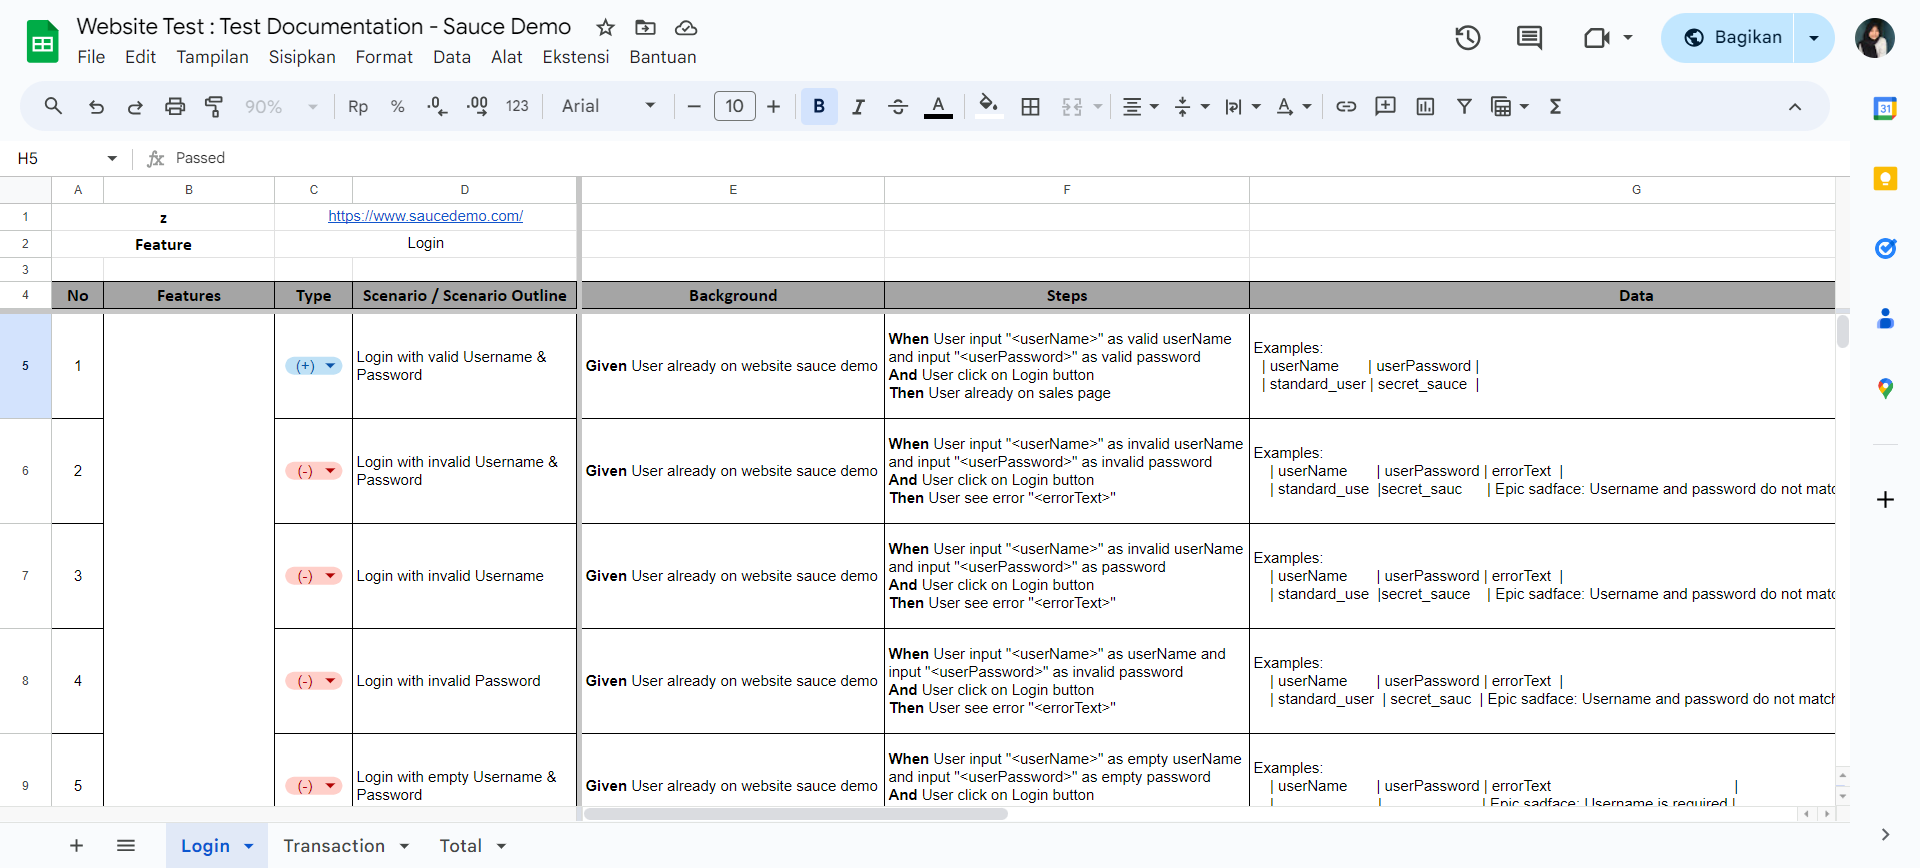 Website Test : Test Documentation - Sauce Demo
File Edit Tampilan Sisipkan Format Data Alat Ekstensi Bantuan
Bagikan
90% Rp % .0 .00 123 Arial 10 B I A A Σ
31
H5 fx Passed
A B C D E F G
1 z https://www.saucedemo.com/
2 Feature Login
3
4 No Features Type Scenario / Scenario Outline Background Steps Data
5 1 (+) Login with valid Username &
Password
Given User already on website sauce demo
When User input "<userName>" as valid userName
and input "<userPassword>" as valid password
And User click on Login button
Then User already on sales page
Examples:
| userName | userPassword |
| standard_user | secret_sauce |
6 2 (-) Login with invalid Username &
Password
Given User already on website sauce demo
When User input "<userName>" as invalid userName
and input "<userPassword>" as invalid password
And User click on Login button
Then User see error "<errorText>"
Examples:
| userName | userPassword | errorText |
| standard_use |secret_sauc | Epic sadface: Username and password do not matc
7 3 (-) Login with invalid Username
Given User already on website sauce demo
When User input "<userName>" as invalid userName
and input "<userPassword>" as password
And User click on Login button
Then User see error "<errorText>"
Examples:
| userName | userPassword | errorText |
| standard_use |secret_sauce | Epic sadface: Username and password do not matc
8 4 (-) Login with invalid Password
Given User already on website sauce demo
When User input "<userName>" as userName and
input "<userPassword>" as invalid password
And User click on Login button
Then User see error "<errorText>"
Examples:
| userName | userPassword | errorText |
| standard_user | secret_sauc | Epic sadface: Username and password do not match
9 5 (-) Login with empty Username &
Password
Given User already on website sauce demo
When User input "<userName>" as empty userName
and input "<userPassword>" as empty password
And User click on Login button
Examples:
| userName | userPassword | errorText |
| | | Epic sadface: Username is required |
Login Transaction Total